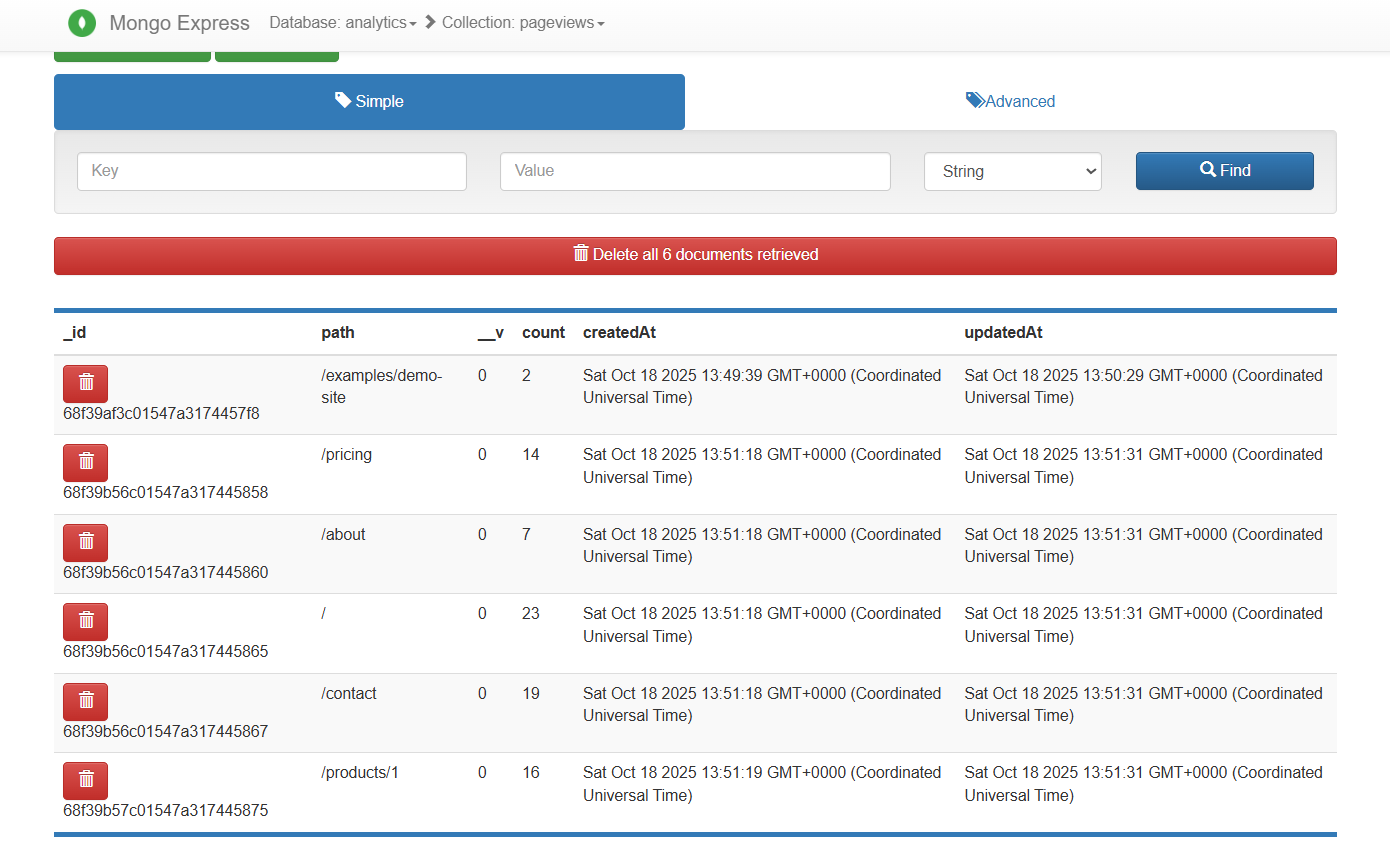 Mongo Express Database: analytics Collection: pageviews
Simple Advanced
Key Value String Find
Delete all 6 documents retrieved
_id path __v count createdAt updatedAt
/examples/demo- 0 2 Sat Oct 18 2025 13:49:39 GMT+0000 (Coordinated Sat Oct 18 2025 13:50:29 GMT+0000 (Coordinated
site Universal Time) Universal Time)
68f39af3c01547a3174457f8
/pricing 0 14 Sat Oct 18 2025 13:51:18 GMT+0000 (Coordinated Sat Oct 18 2025 13:51:31 GMT+0000 (Coordinated
Universal Time) Universal Time)
68f39b56c01547a317445858
/about 0 7 Sat Oct 18 2025 13:51:18 GMT+0000 (Coordinated Sat Oct 18 2025 13:51:31 GMT+0000 (Coordinated
Universal Time) Universal Time)
68f39b56c01547a317445860
/ 0 23 Sat Oct 18 2025 13:51:18 GMT+0000 (Coordinated Sat Oct 18 2025 13:51:31 GMT+0000 (Coordinated
Universal Time) Universal Time)
68f39b56c01547a317445865
/contact 0 19 Sat Oct 18 2025 13:51:18 GMT+0000 (Coordinated Sat Oct 18 2025 13:51:31 GMT+0000 (Coordinated
Universal Time) Universal Time)
68f39b56c01547a317445867
/products/1 0 16 Sat Oct 18 2025 13:51:19 GMT+0000 (Coordinated Sat Oct 18 2025 13:51:31 GMT+0000 (Coordinated
Universal Time) Universal Time)
68f39b57c01547a317445875